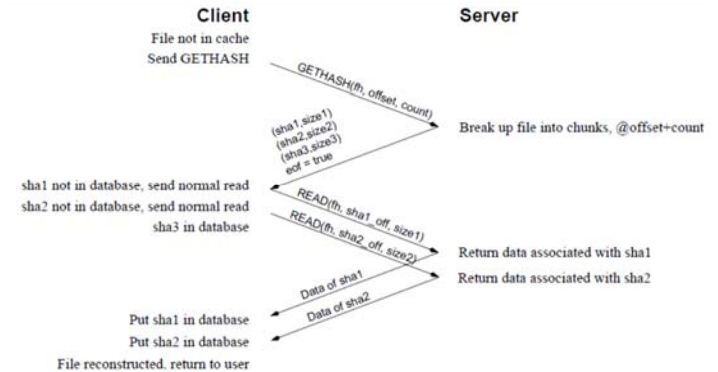 Client
Server
File not in cache
Send GETHASH
GETHASH(fh, offset, count)
Break up file into chunks, @offset+count
(sha1,size1)
(sha2,size2)
(sha3,size3)
eof = true
sha1 not in database, send normal read
sha2 not in database, send normal read
sha3 in database
READ(fh, sha1_off, size1)
READ(fh, sha2_off, size2)
Return data associated with sha1
Return data associated with sha2
Data of sha1
Data of sha2
Put sha1 in database
Put sha2 in database
File reconstructed, return to user